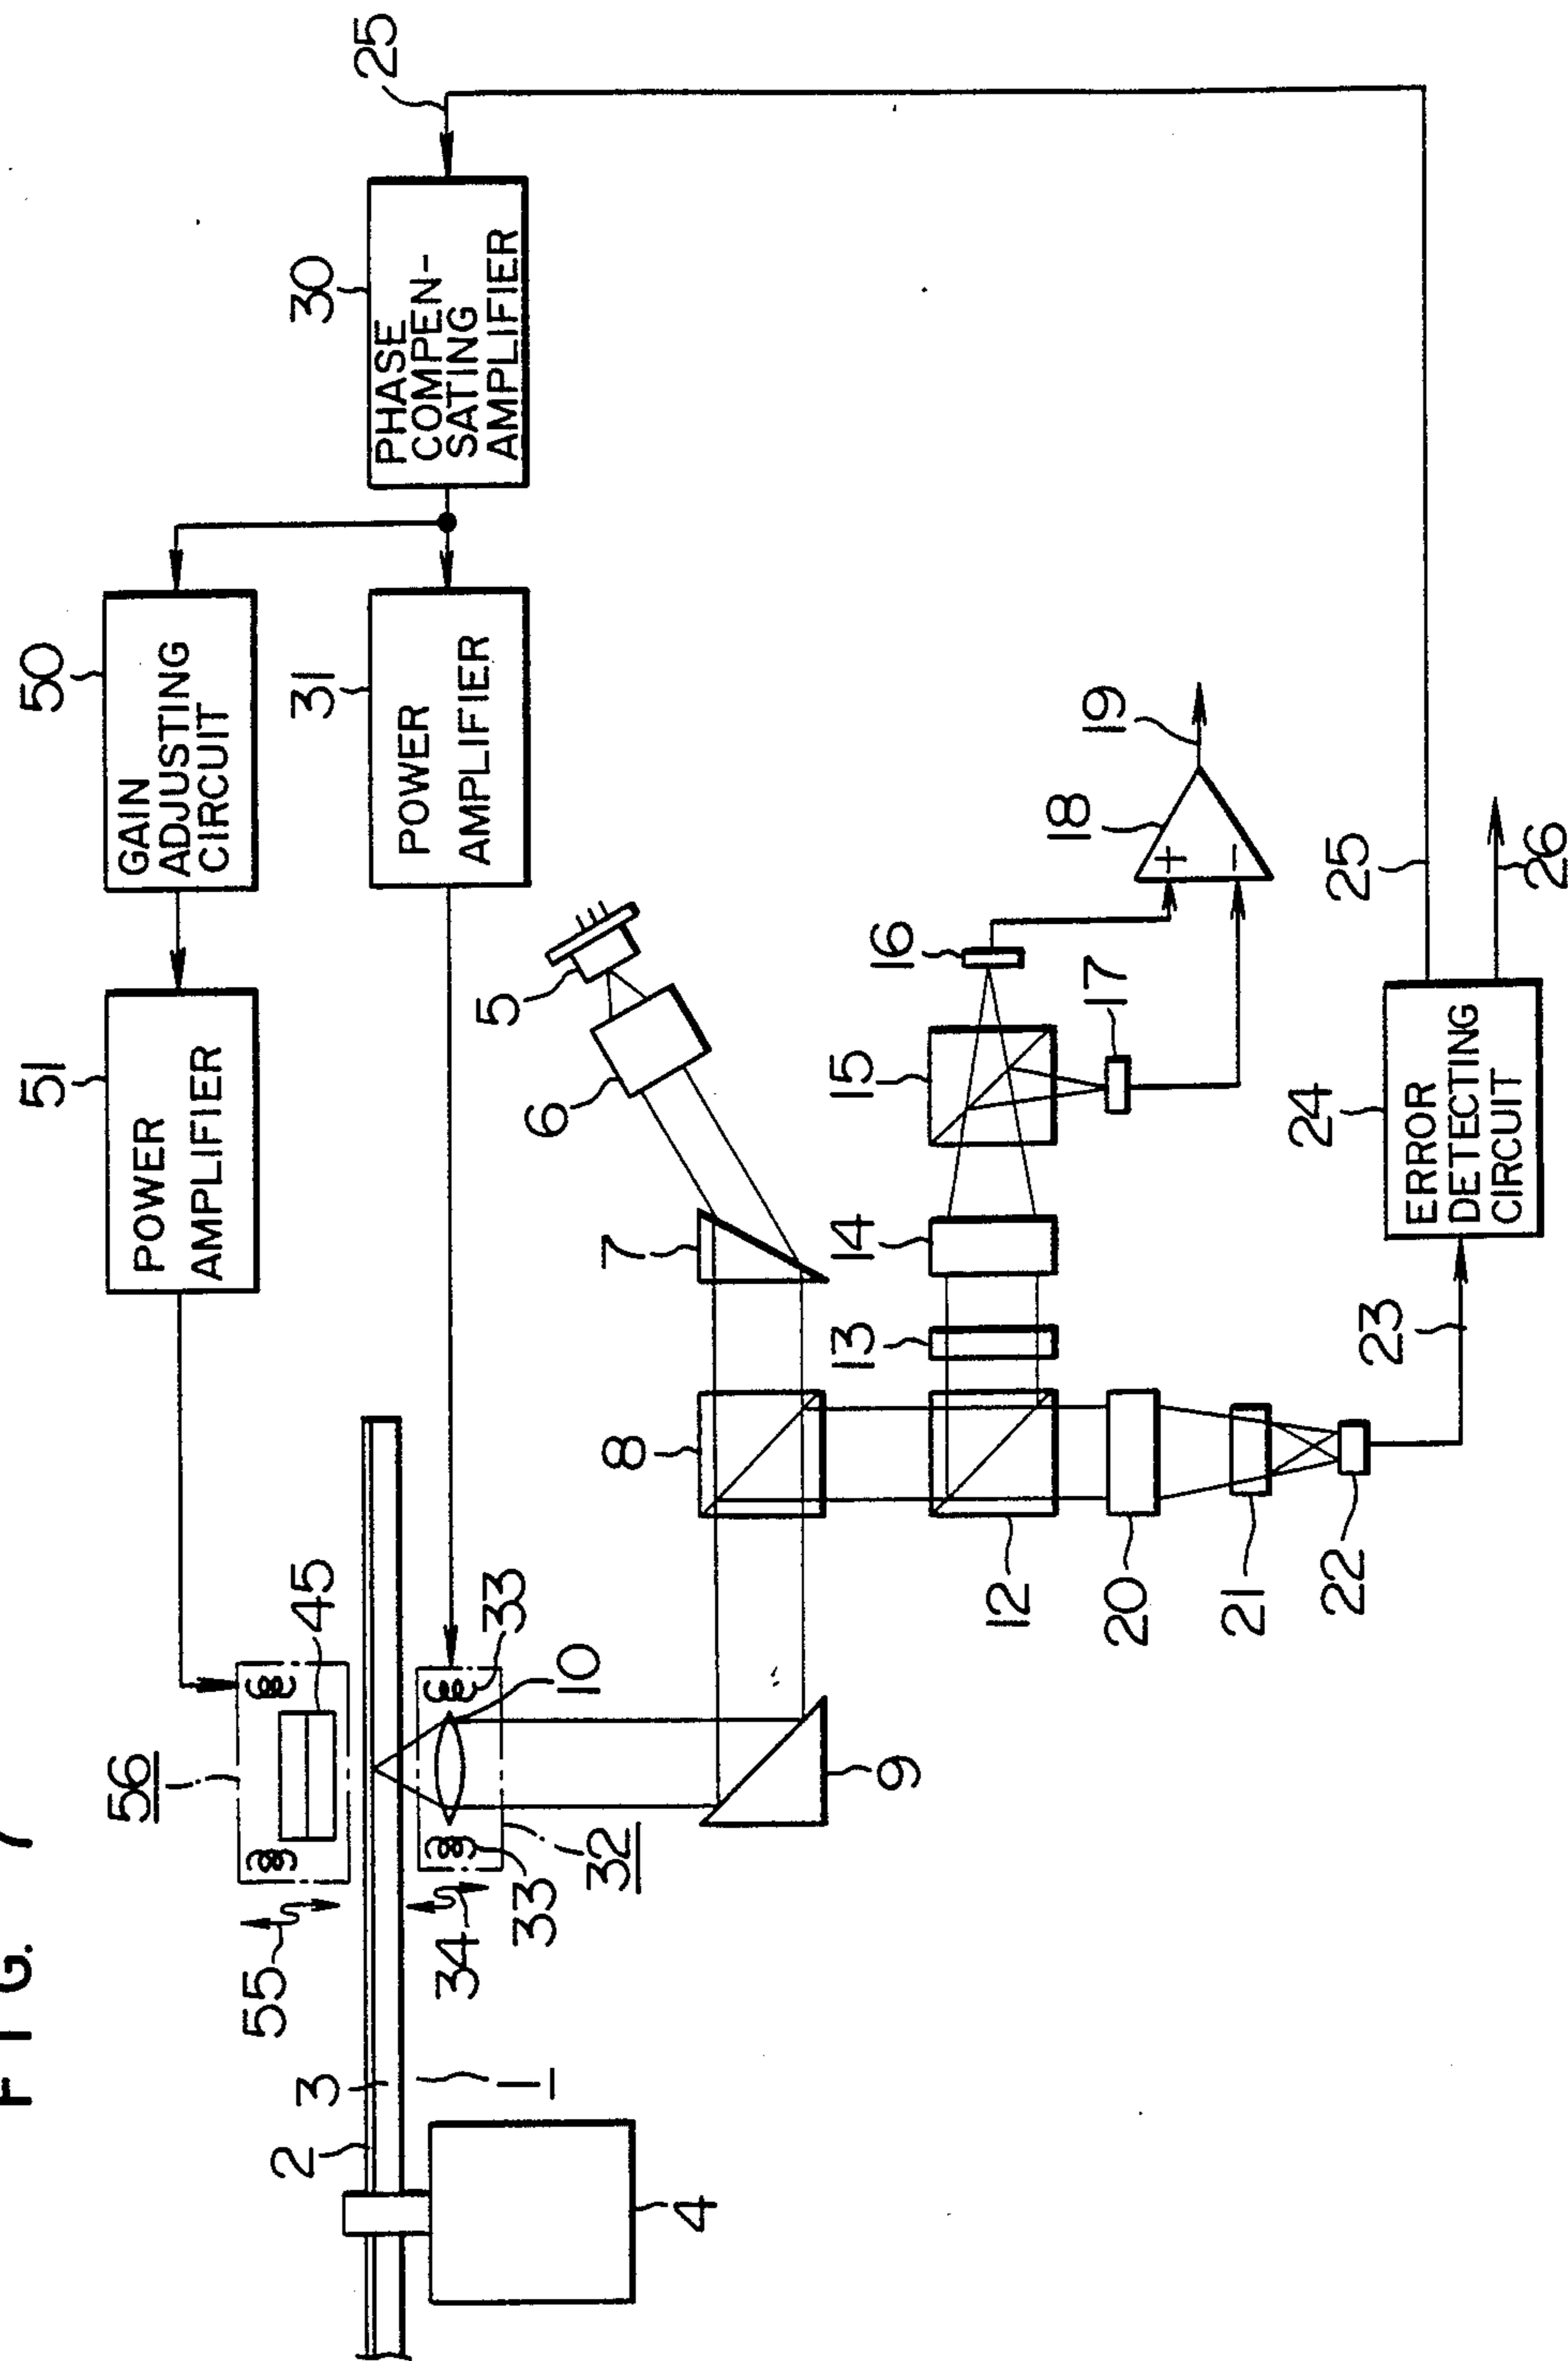 FIG. 7
51
50
56
POWER
AMPLIFIER
GAIN
ADJUSTING
CIRCUIT
55
2
3
45
31
30
25
POWER
AMPLIFIER
PHASE
COMPEN-
SATING
AMPLIFIER
34
33
32
10
33
1
4
5
6
7
8
9
13
14
15
16
17
18
19
+
−
12
20
21
22
23
24
25
26
ERROR
DETECTING
CIRCUIT